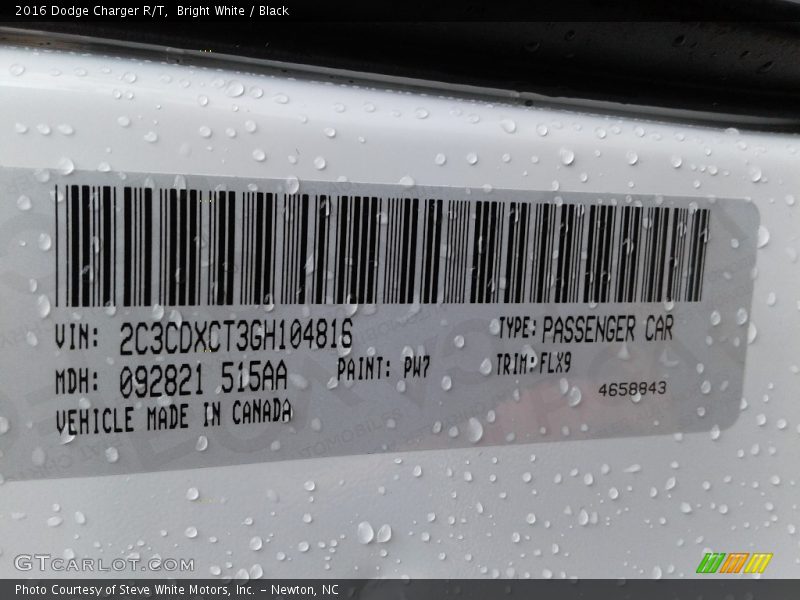 2016 Dodge Charger R/T,  Bright White / Black
VIN: 2C3CDXCT3GH104816
TYPE: PASSENGER CAR
MDH: 092821 515AA
PAINT: PW7
TRIM: FLX9
4658843
VEHICLE MADE IN CANADA
GTCARLOT.COM
Photo Courtesy of Steve White Motors, Inc. – Newton, NC